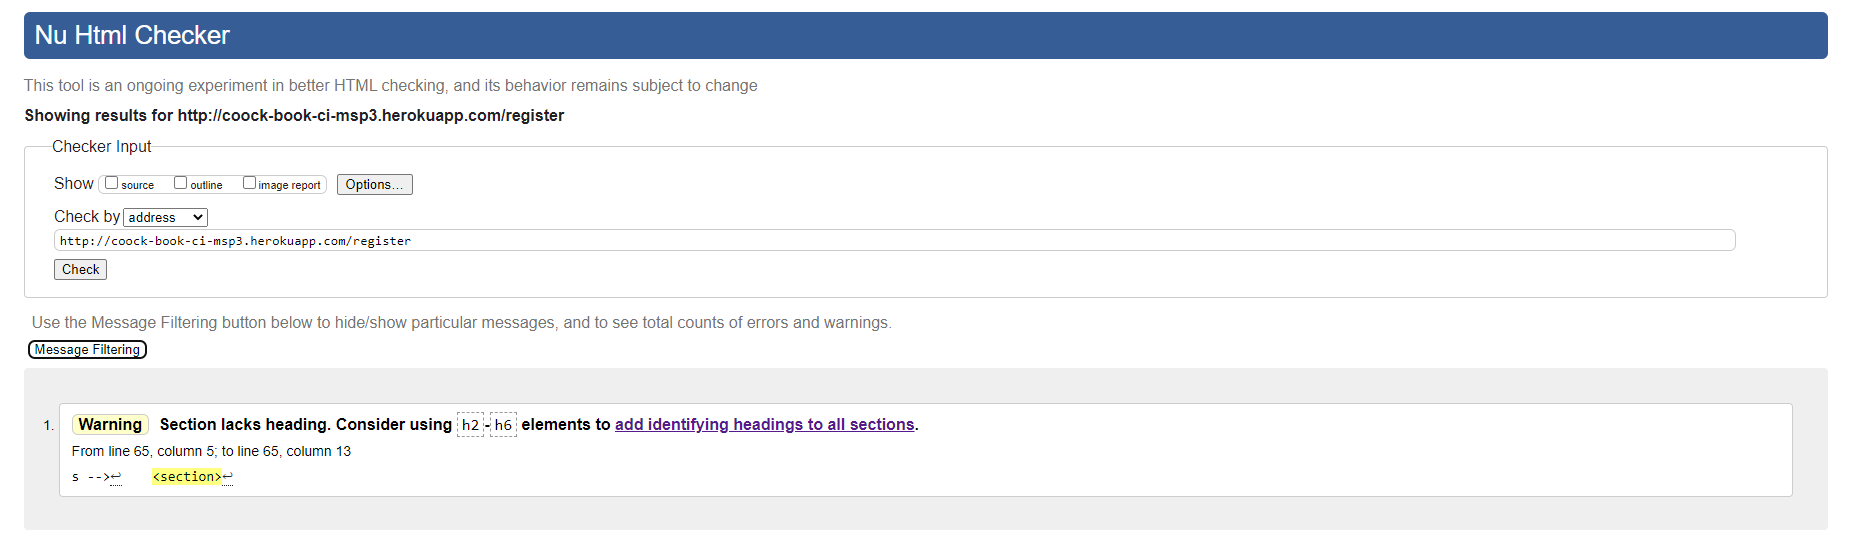 Nu Html Checker
This tool is an ongoing experiment in better HTML checking, and its behavior remains subject to change
Showing results for http://coock-book-ci-msp3.herokuapp.com/register
Checker Input
Show source outline image report Options...
Check by address
http://coock-book-ci-msp3.herokuapp.com/register
Check
Use the Message Filtering button below to hide/show particular messages, and to see total counts of errors and warnings.
Message Filtering
1. Warning Section lacks heading. Consider using h2-h6 elements to add identifying headings to all sections.
From line 65, column 5; to line 65, column 13
s -->↩ <section>↩